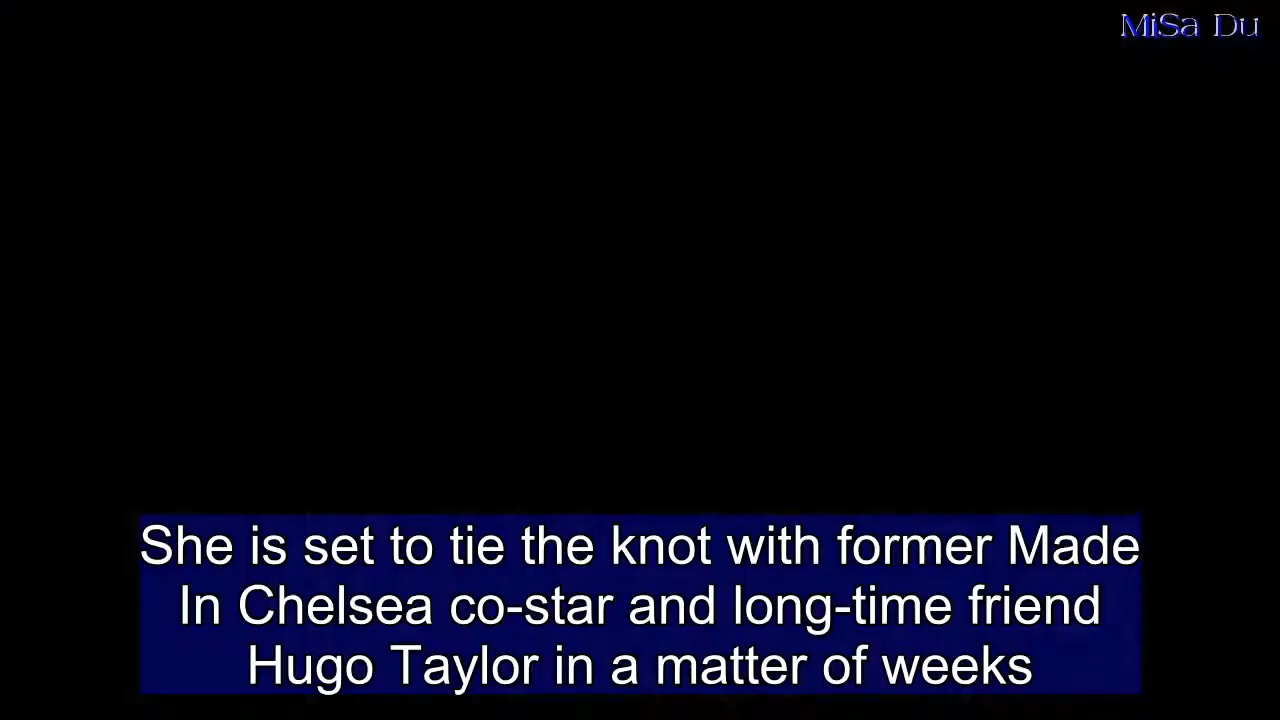 MiSa Du
She is set to tie the knot with former Made
In Chelsea co-star and long-time friend
Hugo Taylor in a matter of weeks